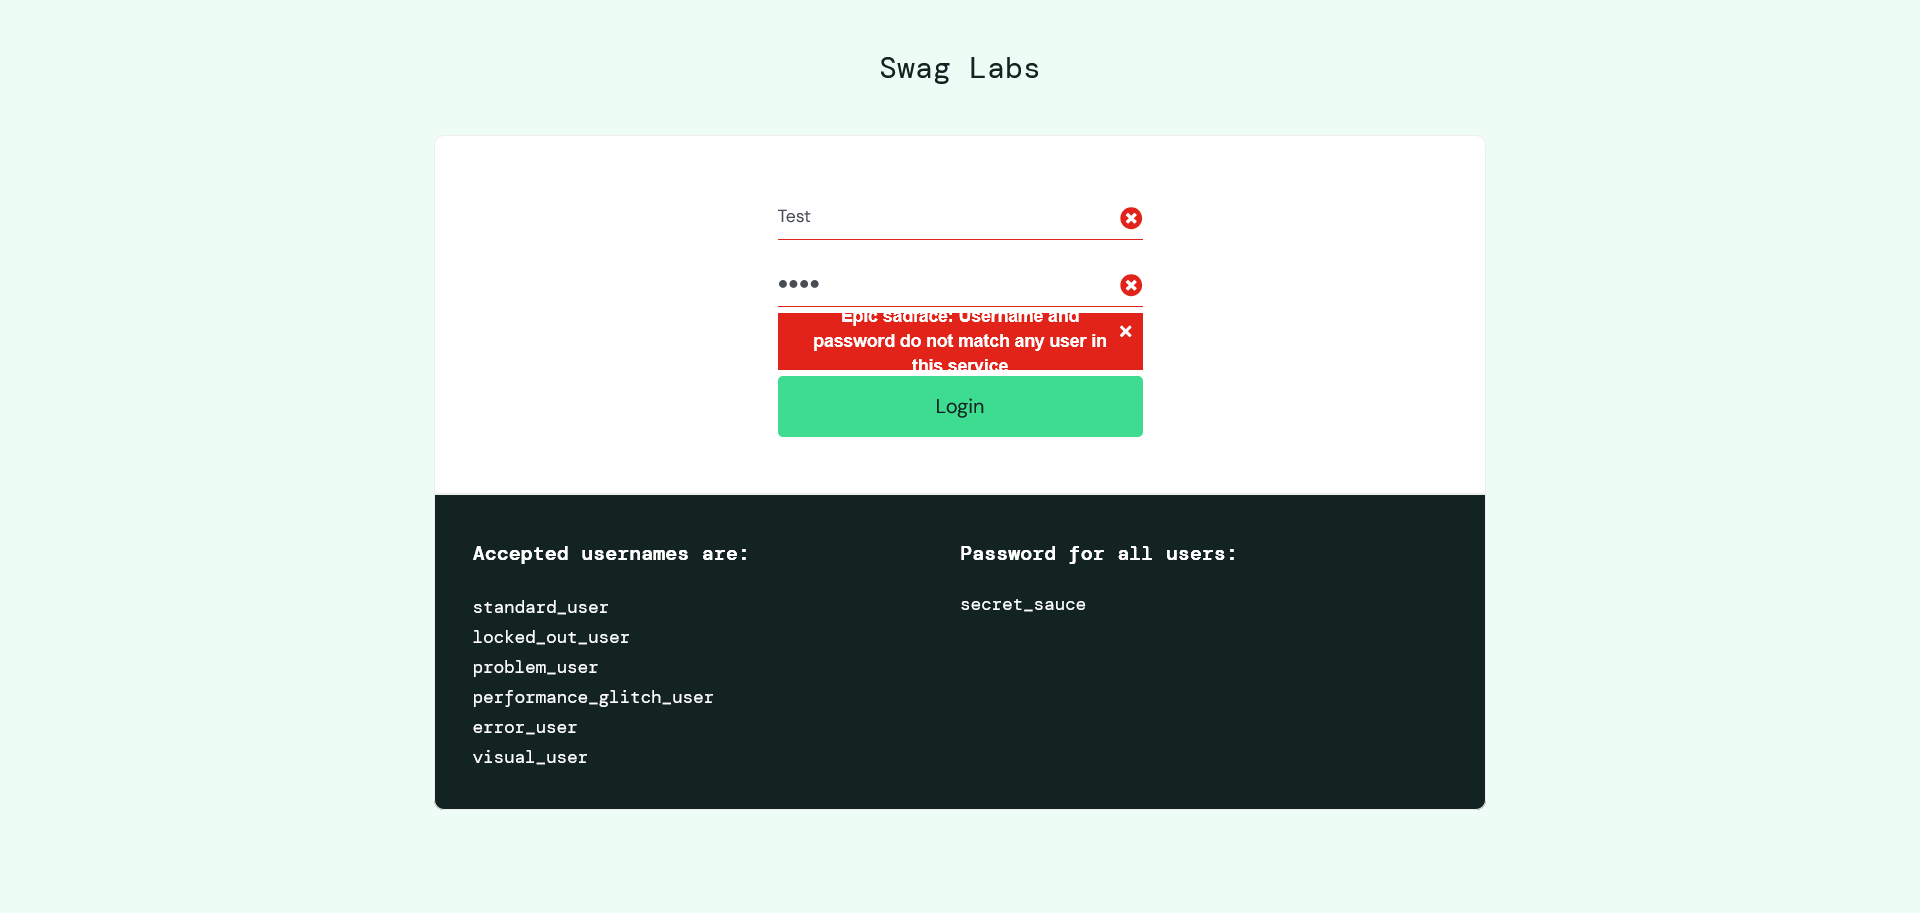 Swag Labs
Test
Epic sadface: Username and
password do not match any user in
this service
Login
Accepted usernames are:
standard_user
locked_out_user
problem_user
performance_glitch_user
error_user
visual_user
Password for all users:
secret_sauce